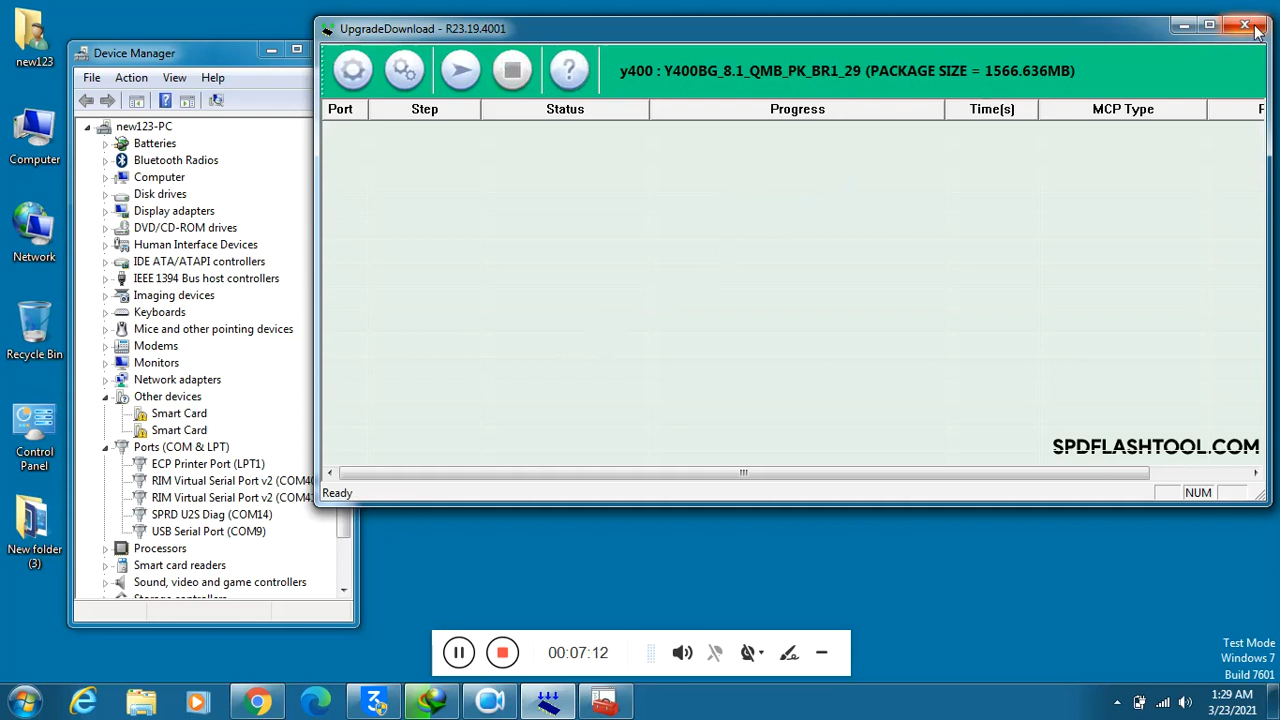 new123
Computer
Network
Recycle Bin
Control
Panel
New folder
(3)
Device Manager
File Action View Help
new123-PC
Batteries
Bluetooth Radios
Computer
Disk drives
Display adapters
DVD/CD-ROM drives
Human Interface Devices
IDE ATA/ATAPI controllers
IEEE 1394 Bus host controllers
Imaging devices
Keyboards
Mice and other pointing devices
Modems
Monitors
Network adapters
Other devices
Smart Card
Smart Card
Ports (COM & LPT)
ECP Printer Port (LPT1)
RIM Virtual Serial Port v2 (COM40
RIM Virtual Serial Port v2
SPRD U2S Diag (COM14)
USB Serial Port (COM9)
Processors
Smart card readers
Sound, video and game controllers
UpgradeDownload - R23.19.4001
y400 : Y400BG_8.1_QMB_PK_BR1_29 (PACKAGE SIZE = 1566.636MB)
Port Step Status Progress Time(s) MCP Type
SPDFLASHTOOL.COM
Ready
NUM
00:07:12
Test Mode
Windows 7
Build 7601
1:29 AM
3/23/2021